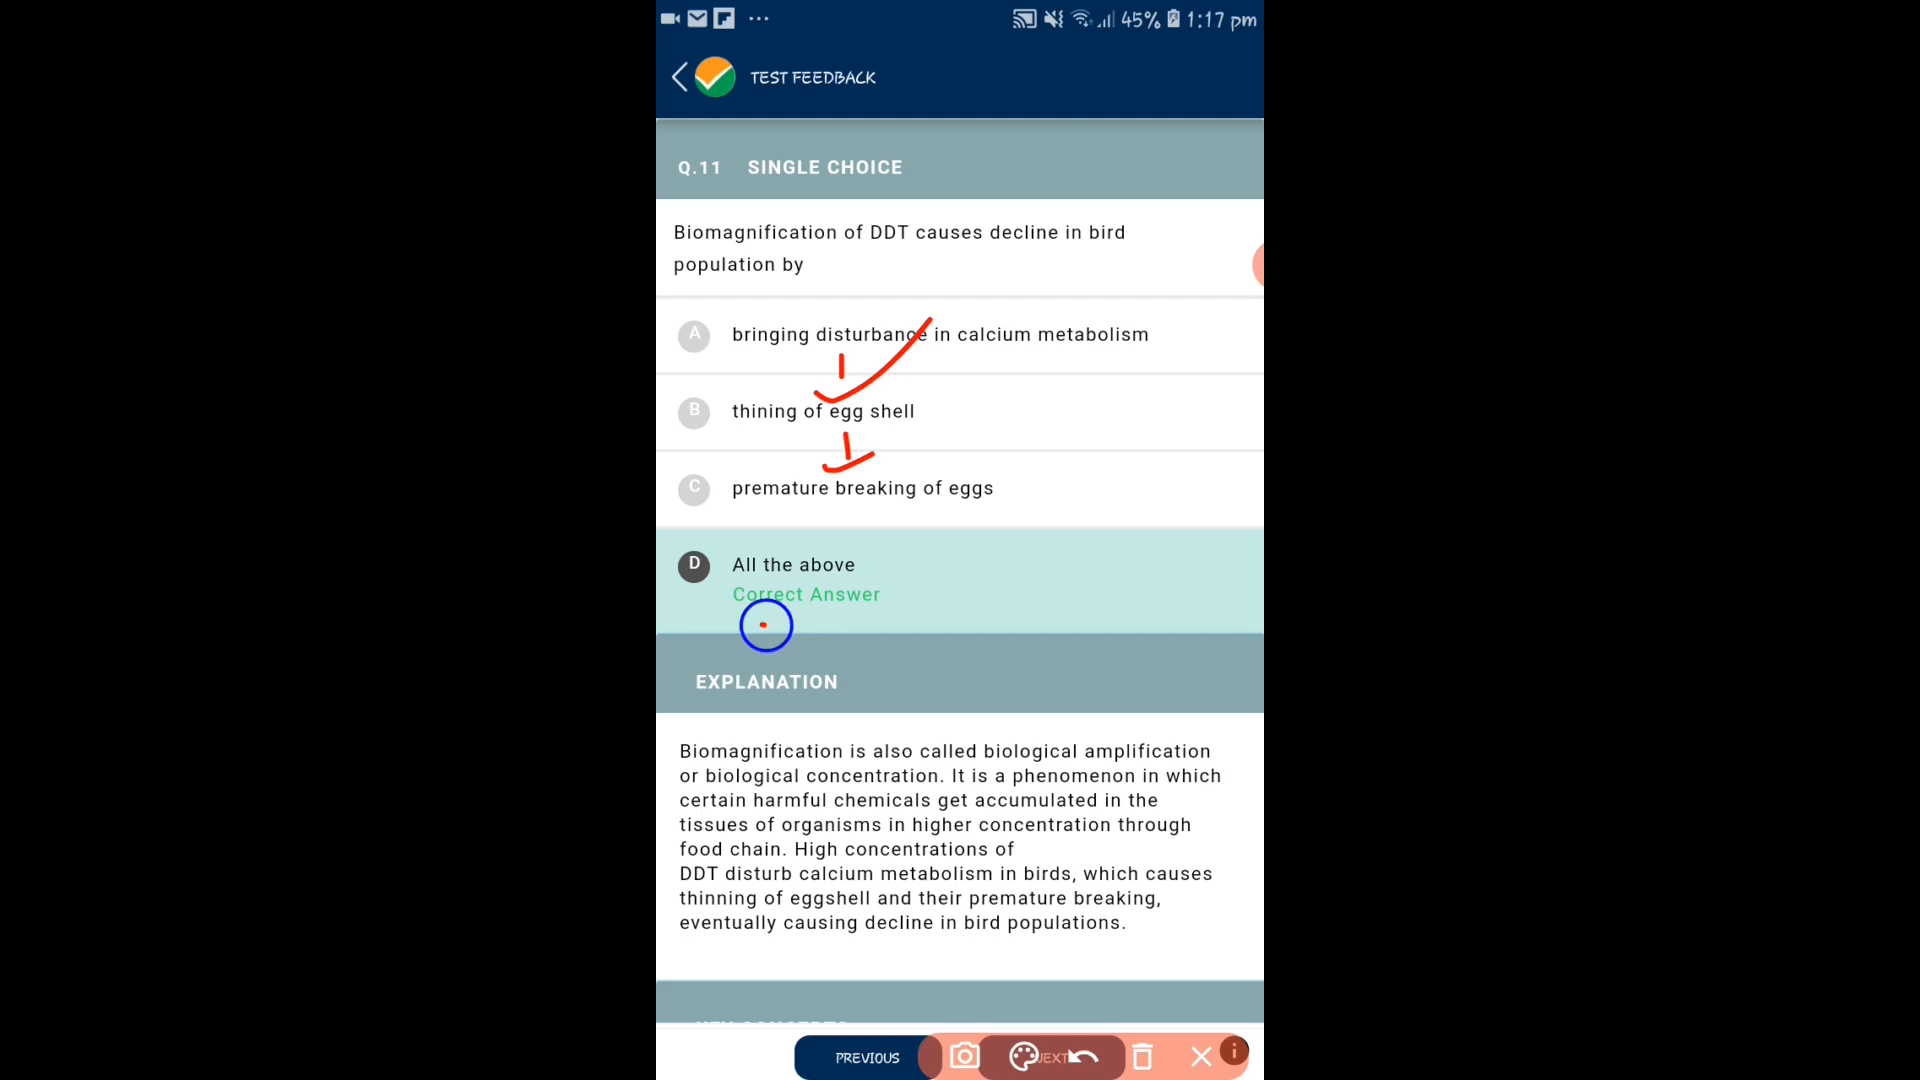 45% 1:17 pm
TEST FEEDBACK
Q.11 SINGLE CHOICE
Biomagnification of DDT causes decline in bird
population by
A bringing disturbance in calcium metabolism
B thining of egg shell
C premature breaking of eggs
D All the above
Correct Answer
EXPLANATION
Biomagnification is also called biological amplification
or biological concentration. It is a phenomenon in which
certain harmful chemicals get accumulated in the
tissues of organisms in higher concentration through
food chain. High concentrations of
DDT disturb calcium metabolism in birds, which causes
thinning of eggshell and their premature breaking,
eventually causing decline in bird populations.
PREVIOUS